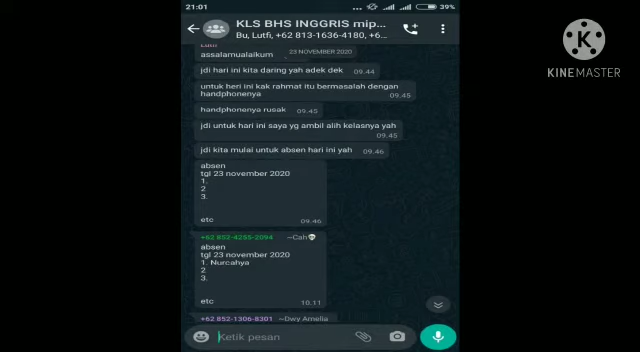 21:01
39%
KLS BHS INGGRIS mip...
Bu, Lutfi, +62 813-1636-4180, +6...
KINEMASTER
Lutfi
23 NOVEMBER 2020
assalamualaikum
jdi hari ini kita daring yah adek dek 09.44
untuk heri ini kak rahmat itu bermasalah dengan
handphonenya 09.45
handphonenya rusak 09.45
jdi untuk hari ini saya yg ambil alih kelasnya yah
09.45
jdi kita mulai untuk absen hari ini yah 09.46
absen
tgl 23 november 2020
1.
2
3.
etc 09.46
+62 852-4255-2094 ~Cah
absen
tgl 23 november 2020
1. Nurcahya
2
3.
etc 10.11
+62 852-1306-8301 ~Dwy Amelia
Ketik pesan